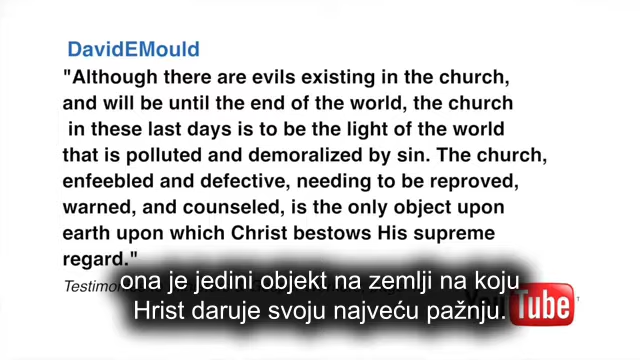 DavidEMould
"Although there are evils existing in the church,
and will be until the end of the world, the church
in these last days is to be the light of the world
that is polluted and demoralized by sin. The church,
enfeebled and defective, needing to be reproved,
warned, and counseled, is the only object upon
earth upon which Christ bestows His supreme
regard."
ona je jedini objekt na zemlji na koju
Hrist daruje svoju najveću pažnju.
YouTube